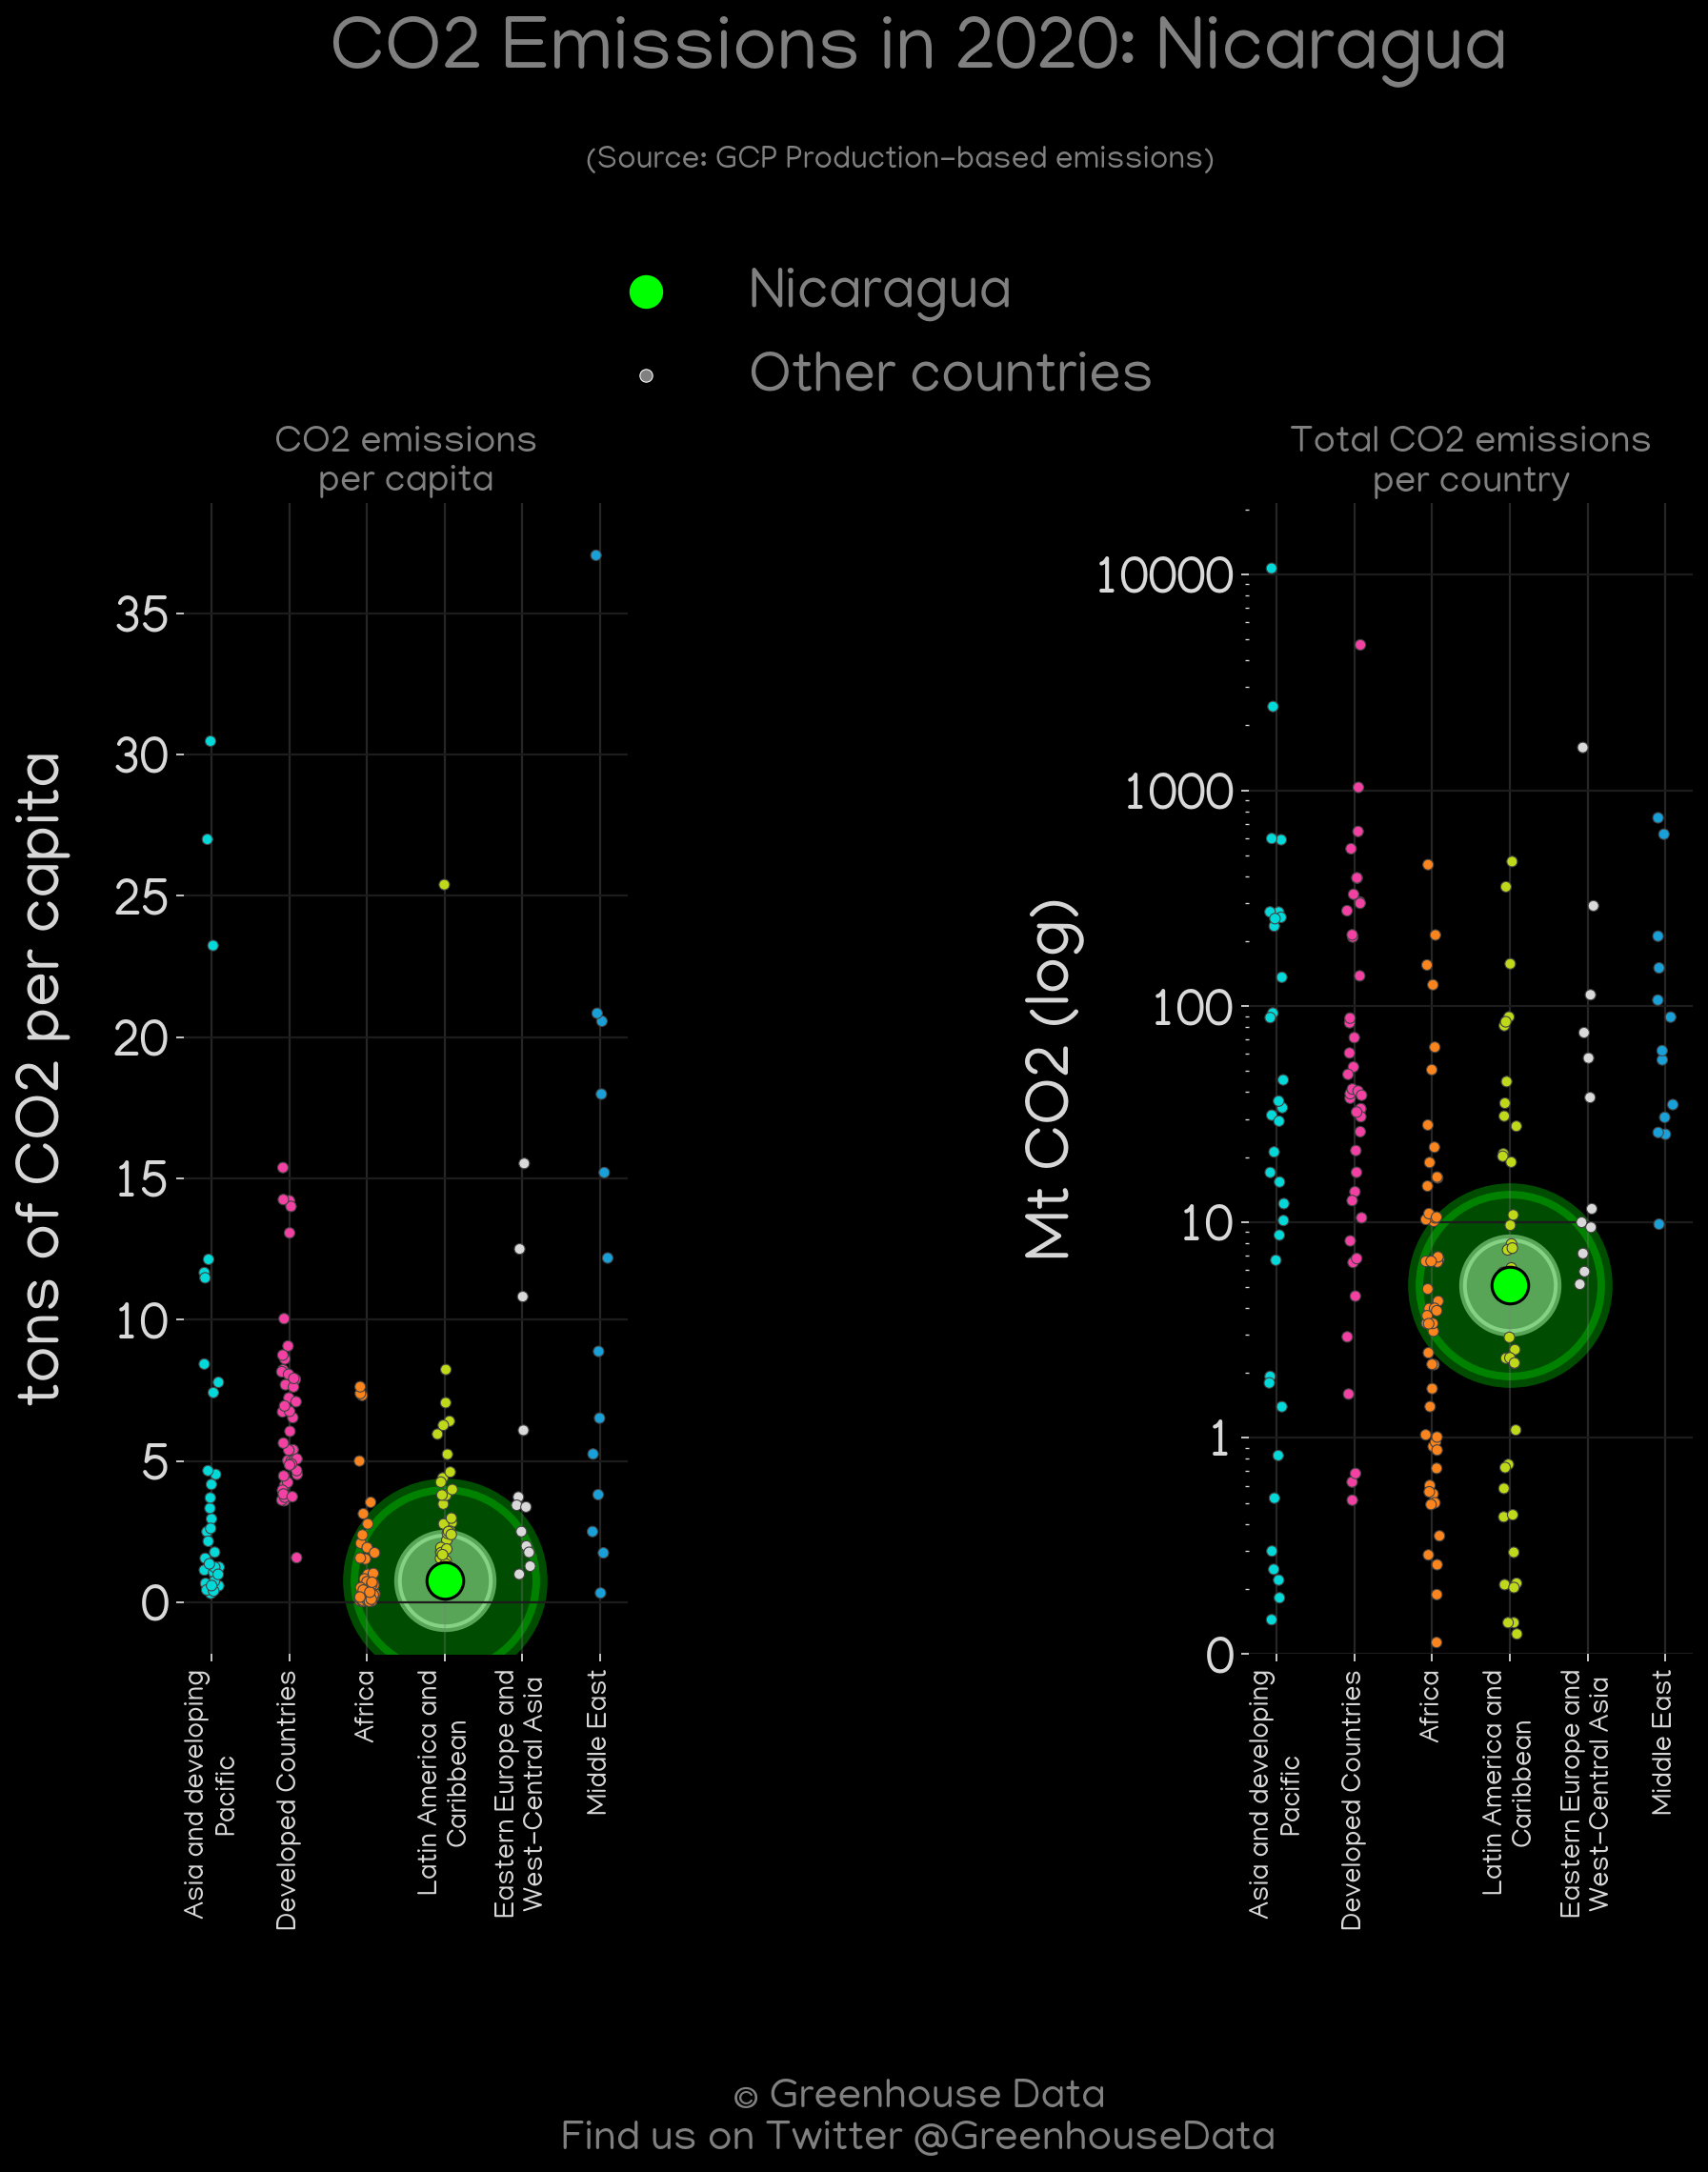 CO2 Emissions in 2020: Nicaragua
(Source: GCP Production-based emissions)
Nicaragua
Other countries
CO2 emissions
per capita
tons of CO2 per capita
35
30
25
20
15
10
5
0
Asia and developing
Pacific
Developed Countries
Africa
Latin America and
Caribbean
Eastern Europe and
West-Central Asia
Middle East
Total CO2 emissions
per country
Mt CO2 (log)
10000
1000
100
10
1
0
Asia and developing
Pacific
Developed Countries
Africa
Latin America and
Caribbean
Eastern Europe and
West-Central Asia
Middle East
© Greenhouse Data
Find us on Twitter @GreenhouseData